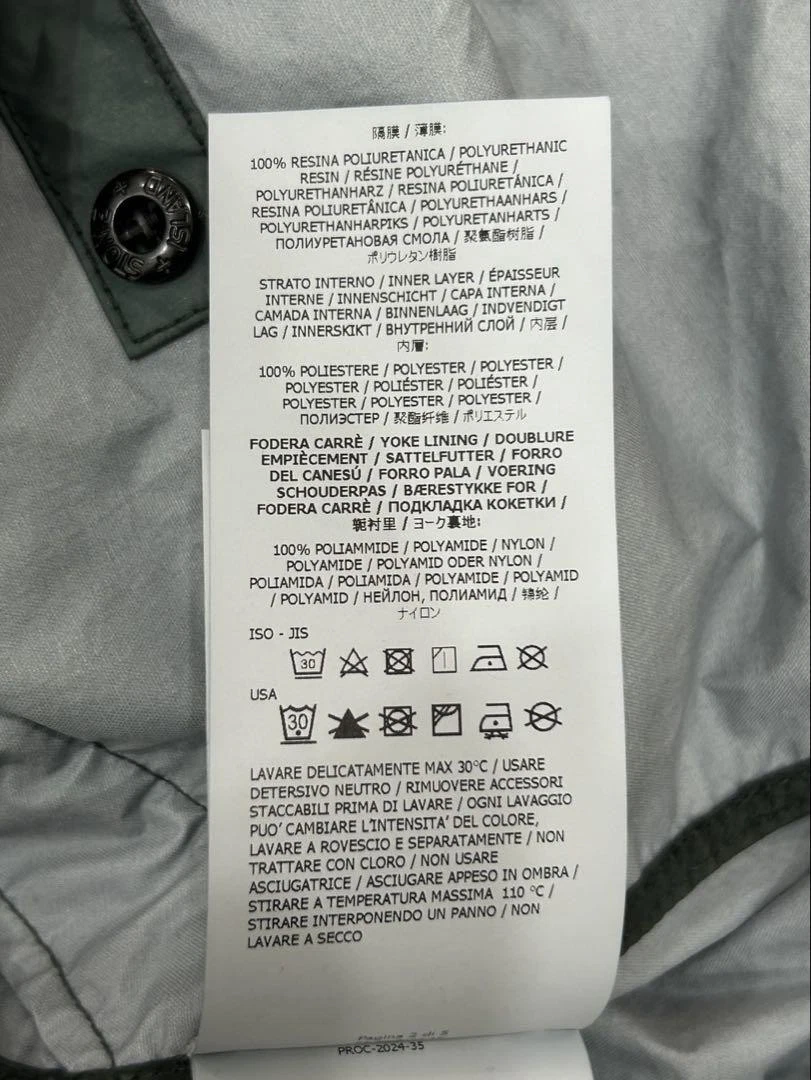 STONE
ISLAND
隔膜 / 薄膜:
100% RESINA POLIURETANICA / POLYURETHANIC
RESIN / RÉSINE POLYURÉTHANE /
POLYURETHANHARZ / RESINA POLIURETÁNICA /
RESINA POLIURETÂNICA / POLYURETHAANHARS /
POLYURETHANHARPIKS / POLYURETANHARTS /
ПОЛИУРЕТАНОВАЯ СМОЛА / 聚氨酯树脂 /
ポリウレタン樹脂
STRATO INTERNO / INNER LAYER / ÉPAISSEUR
INTERNE / INNENSCHICHT / CAPA INTERNA /
CAMADA INTERNA / BINNENLAAG / INDVENDIGT
LAG / INNERSKIKT / ВНУТРЕННИЙ СЛОЙ / 内层 /
内層:
100% POLIESTERE / POLYESTER / POLYESTER /
POLYESTER / POLIÉSTER / POLIÉSTER /
POLYESTER / POLYESTER / POLYESTER /
ПОЛИЭСТЕР / 聚酯纤维 / ポリエステル
FODERA CARRÈ / YOKE LINING / DOUBLURE
EMPIÈCEMENT / SATTELFUTTER / FORRO
DEL CANESÚ / FORRO PALA / VOERING
SCHOUDERPAS / BÆRESTYKKE FOR /
FODERA CARRÈ / ПОДКЛАДКА КОКЕТКИ /
轭衬里 / ヨーク裏地:
100% POLIAMMIDE / POLYAMIDE / NYLON /
POLYAMIDE / POLYAMID ODER NYLON /
POLIAMIDA / POLIAMIDA / POLYAMIDE / POLYAMID
/ POLYAMID / НЕЙЛОН, ПОЛИАМИД / 锦纶 /
ナイロン
ISO - JIS
30
USA
30
LAVARE DELICATAMENTE MAX 30°C / USARE
DETERSIVO NEUTRO / RIMUOVERE ACCESSORI
STACCABILI PRIMA DI LAVARE / OGNI LAVAGGIO
PUO' CAMBIARE L'INTENSITA' DEL COLORE,
LAVARE A ROVESCIO E SEPARATAMENTE / NON
TRATTARE CON CLORO / NON USARE
ASCIUGATRICE / ASCIUGARE APPESO IN OMBRA /
STIRARE A TEMPERATURA MASSIMA 110 °C /
STIRARE INTERPONENDO UN PANNO / NON
LAVARE A SECCO
Pagina 2 di 5
PROC-2024-35